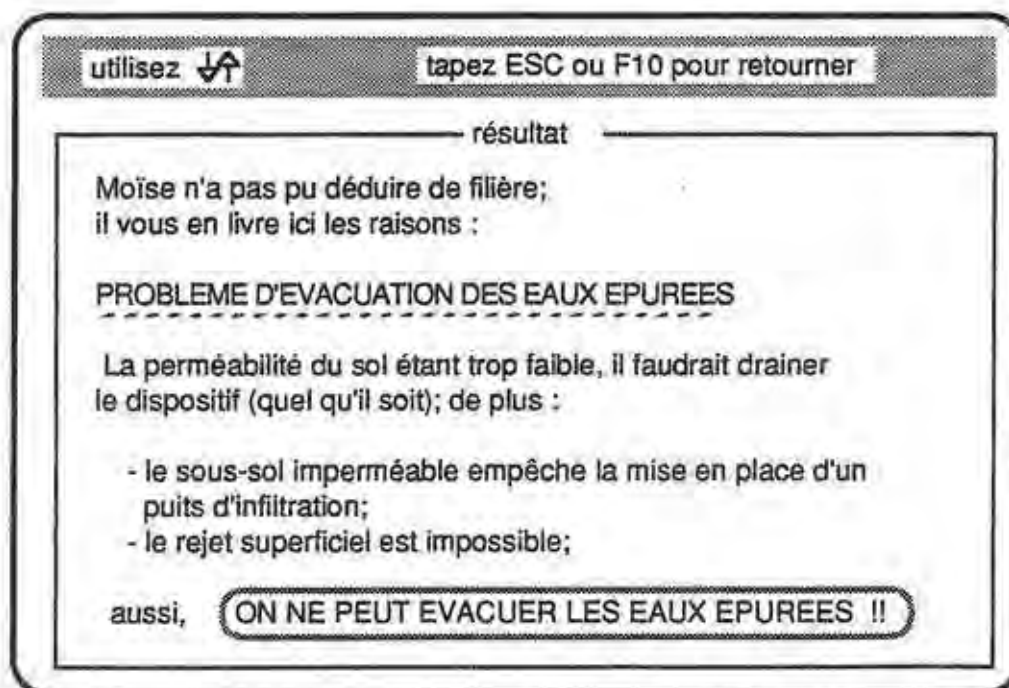 utilisez ↓↑ tapez ESC ou F10 pour retourner
résultat
Moïse n'a pas pu déduire de filière;
il vous en livre ici les raisons :
PROBLEME D'EVACUATION DES EAUX EPUREES
La perméabilité du sol étant trop faible, il faudrait drainer
le dispositif (quel qu'il soit); de plus :
- le sous-sol imperméable empêche la mise en place d'un
puits d'infiltration;
- le rejet superficiel est impossible;
aussi, ON NE PEUT EVACUER LES EAUX EPUREES !!